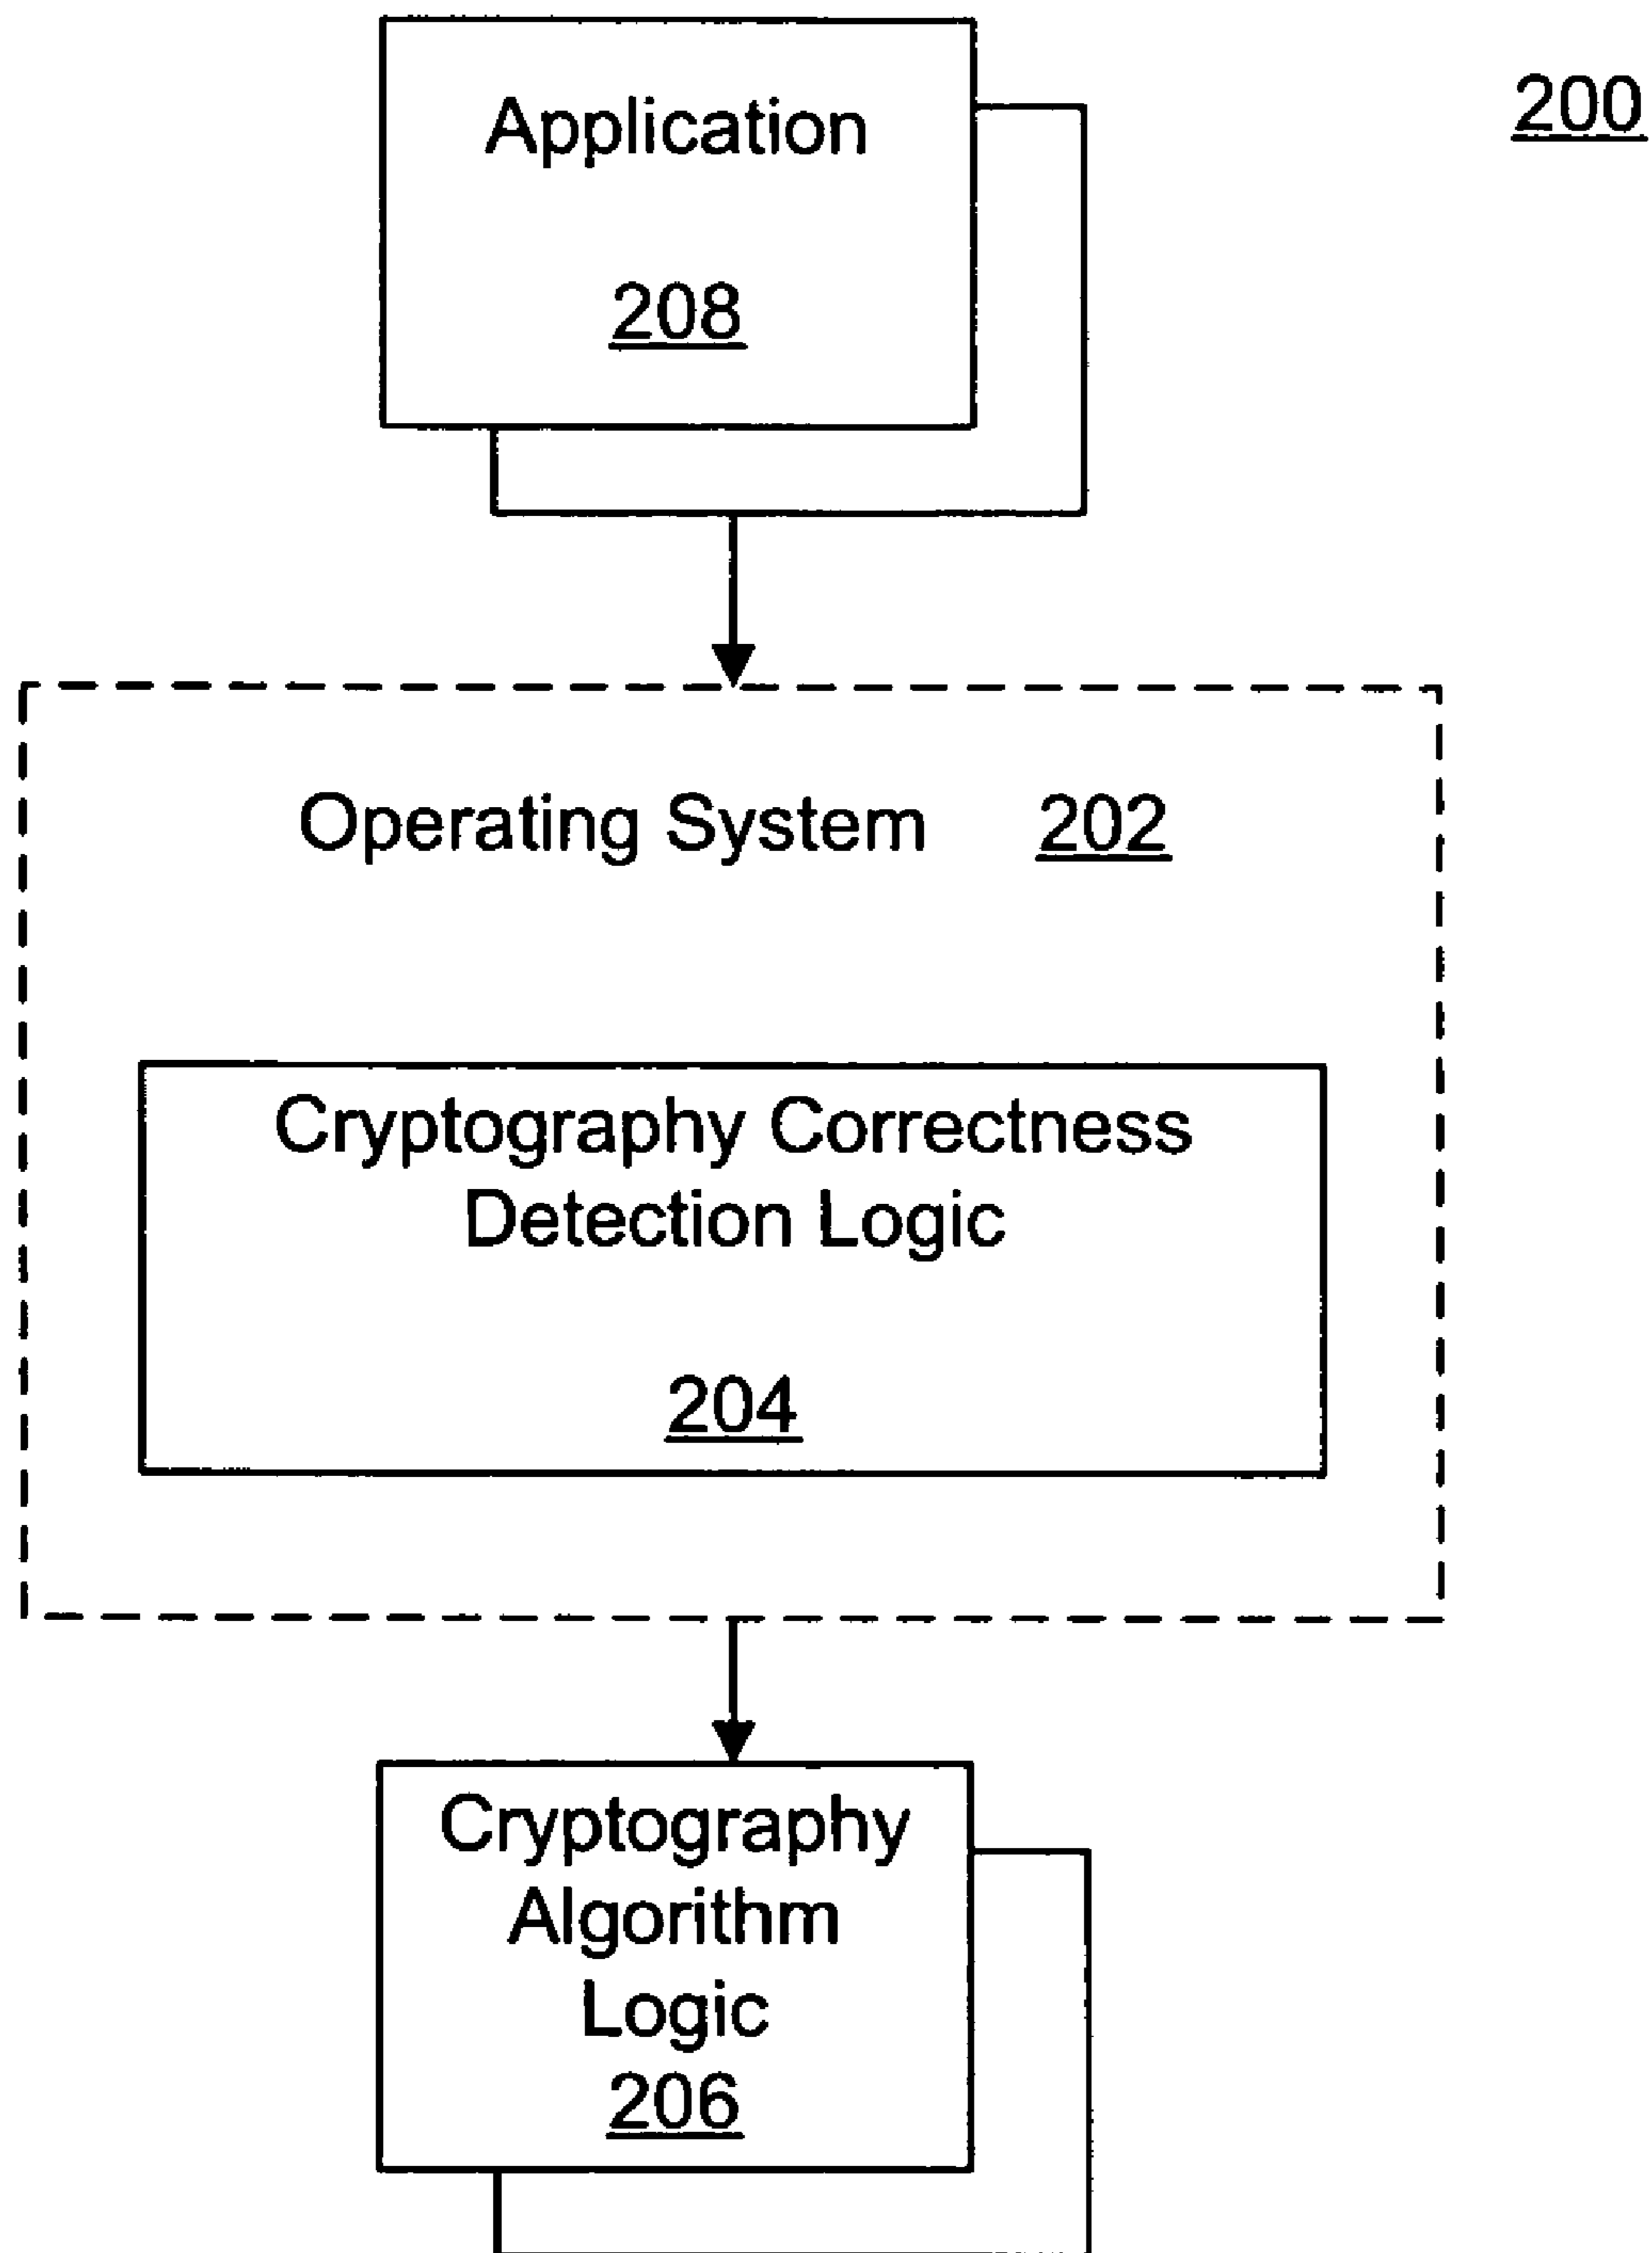 200
Application
208
Operating System 202
Cryptography Correctness
Detection Logic
204
Cryptography
Algorithm
Logic
206